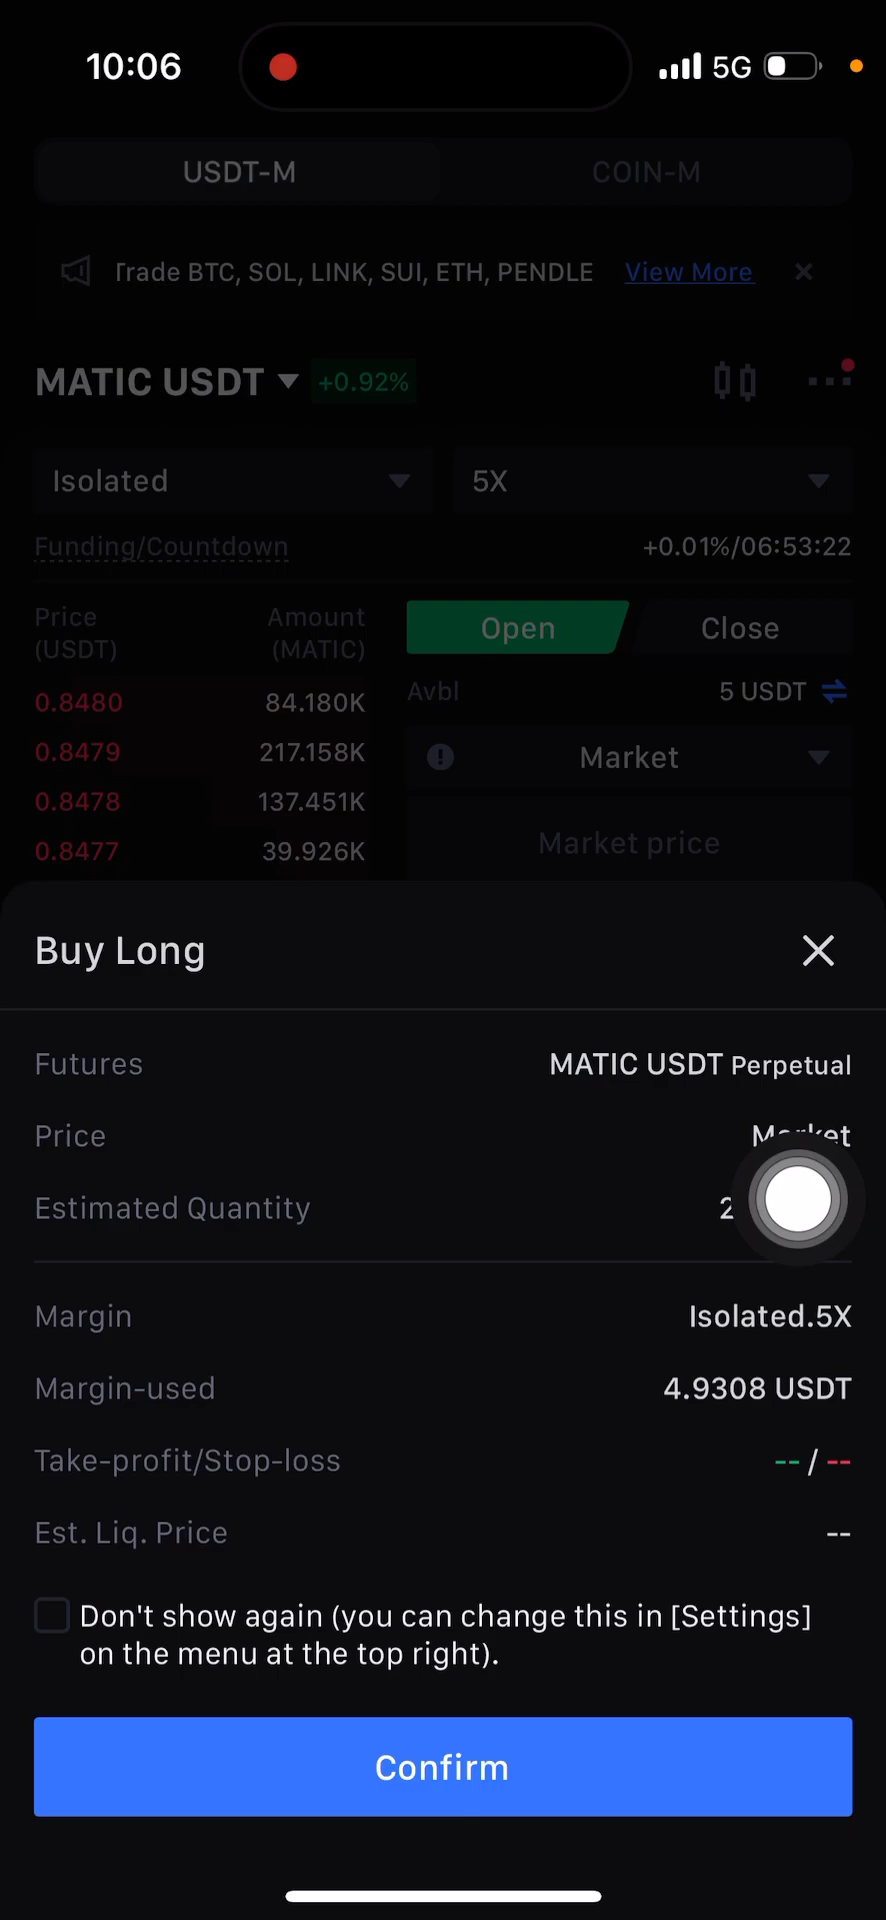 10:06
5G
USDT-M
COIN-M
Trade BTC, SOL, LINK, SUI, ETH, PENDLE View More
MATIC USDT +0.92%
Isolated
5X
Funding/Countdown
+0.01%/06:53:22
Price
(USDT)
Amount
(MATIC)
Open
Close
Avbl
5 USDT
0.8480 84.180K
0.8479 217.158K
Market
0.8478 137.451K
0.8477 39.926K
Market price
Buy Long
Futures
MATIC USDT Perpetual
Price
Market
Estimated Quantity
Margin
Isolated.5X
Margin-used
4.9308 USDT
Take-profit/Stop-loss
-- / --
Est. Liq. Price
--
Don't show again (you can change this in [Settings]
on the menu at the top right).
Confirm